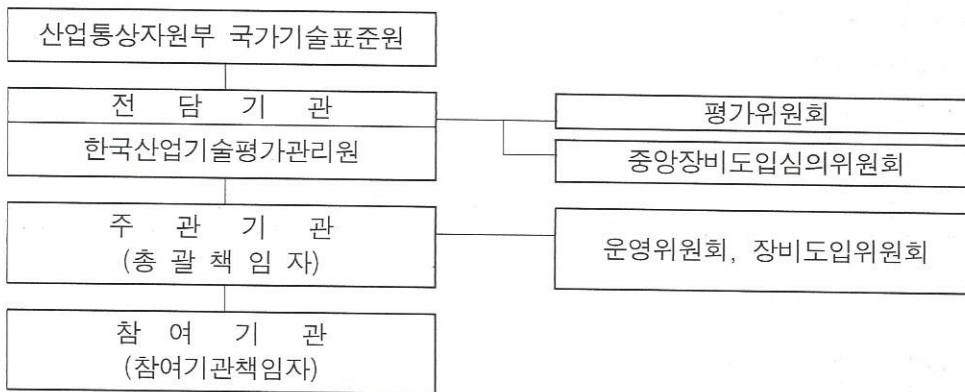 산업통상자원부 국가기술표준원
전 담 기 관
한국산업기술평가관리원
평가위원회
중앙장비도입심의위원회
주 관 기 관
(총 괄 책 임 자)
운영위원회, 장비도입위원회
참 여 기 관
(참여기관책임자)